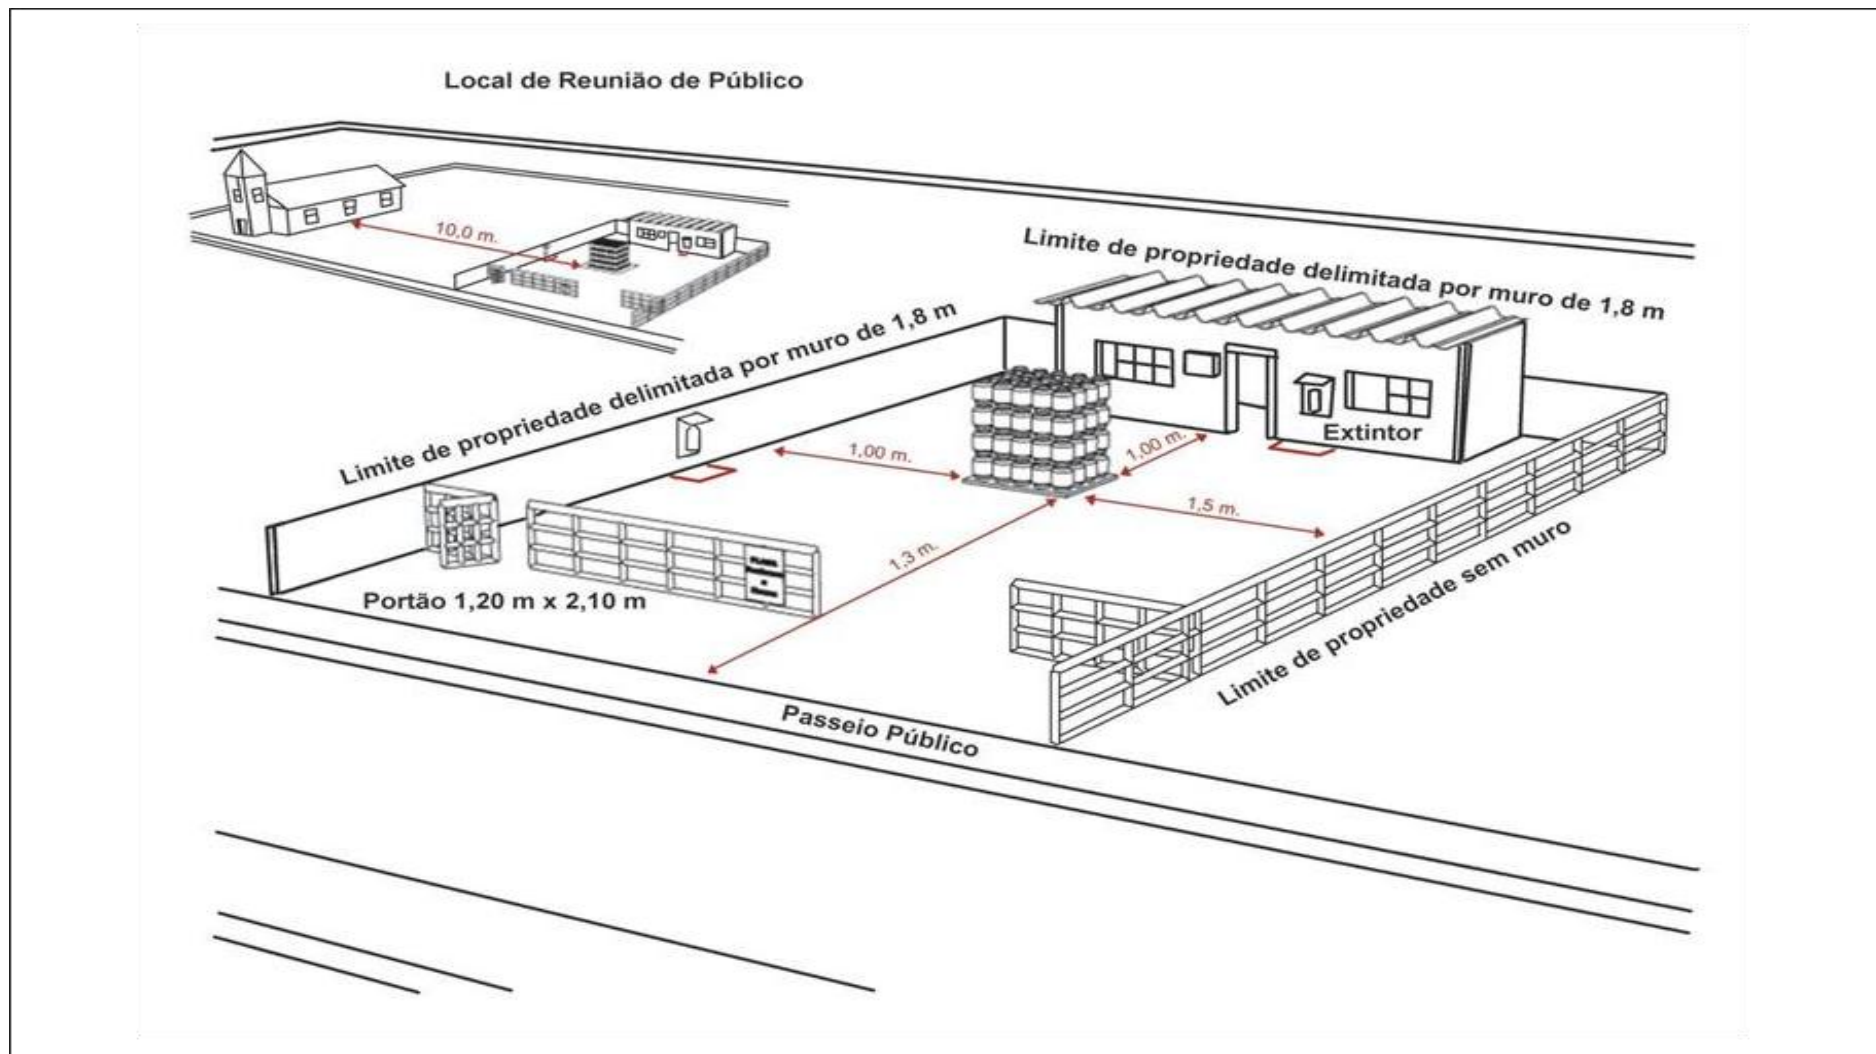 Local de Reunião de Público
10,0 m.
Limite de propriedade delimitada por muro de 1,8 m
Limite de propriedade delimitada por muro de 1,8 m
Extintor
1,00 m.
1,00 m.
1,5 m.
1,3 m.
Portão 1,20 m x 2,10 m
Limite de propriedade sem muro
Passeio Público